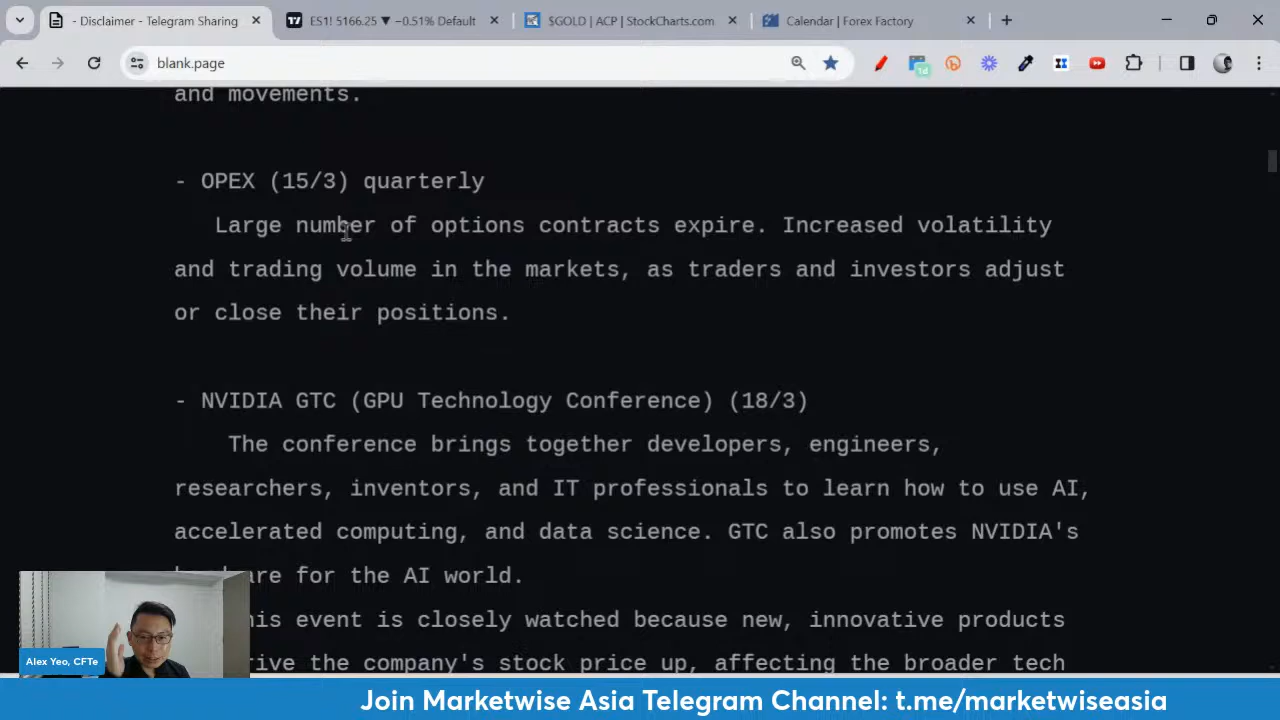 - Disclaimer - Telegram Sharing
ES1! 5166.25 ▼ −0.51% Default
$GOLD | ACP | StockCharts.com
Calendar | Forex Factory
blank.page
1d
and movements.
- OPEX (15/3) quarterly
Large number of options contracts expire. Increased volatility
and trading volume in the markets, as traders and investors adjust
or close their positions.
- NVIDIA GTC (GPU Technology Conference) (18/3)
The conference brings together developers, engineers,
researchers, inventors, and IT professionals to learn how to use AI,
accelerated computing, and data science. GTC also promotes NVIDIA's
for the AI world.
event is closely watched because new, innovative products
the company's stock price up, affecting the broader tech
Alex Yeo, CFTe
Join Marketwise Asia Telegram Channel: t.me/marketwiseasia